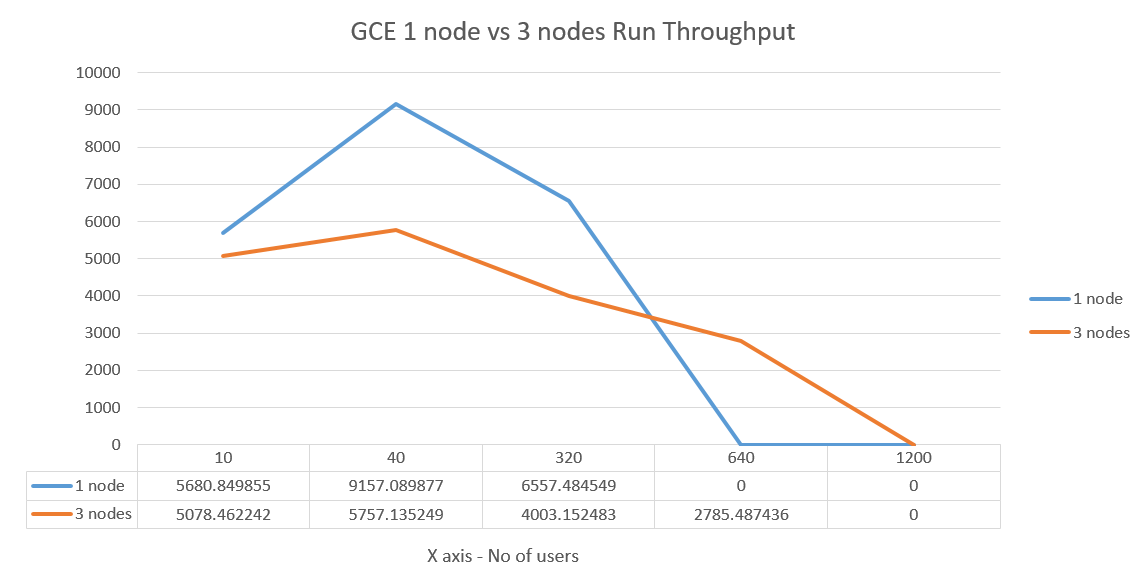 GCE 1 node vs 3 nodes Run Throughput
10000
9000
8000
7000
6000
5000
4000
3000
2000
1000
0
1 node
3 nodes
10 40 320 640 1200
1 node 5680.849855 9157.089877 6557.484549 0 0
3 nodes 5078.462242 5757.135249 4003.152483 2785.487436 0
X axis - No of users